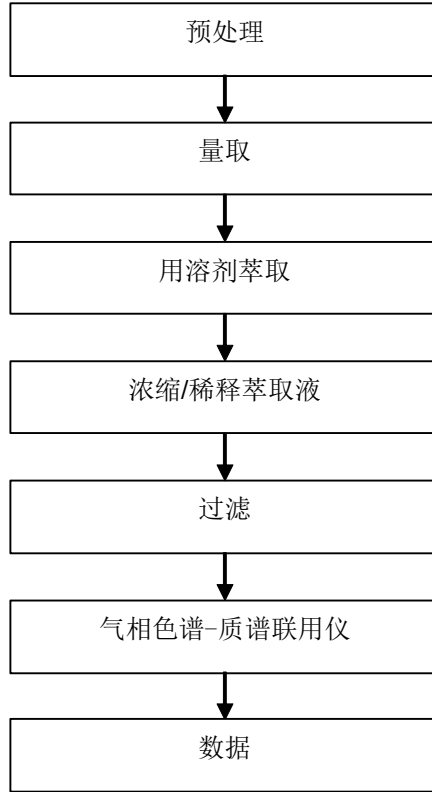 预处理
量取
用溶剂萃取
浓缩/稀释萃取液
过滤
气相色谱-质谱联用仪
数据